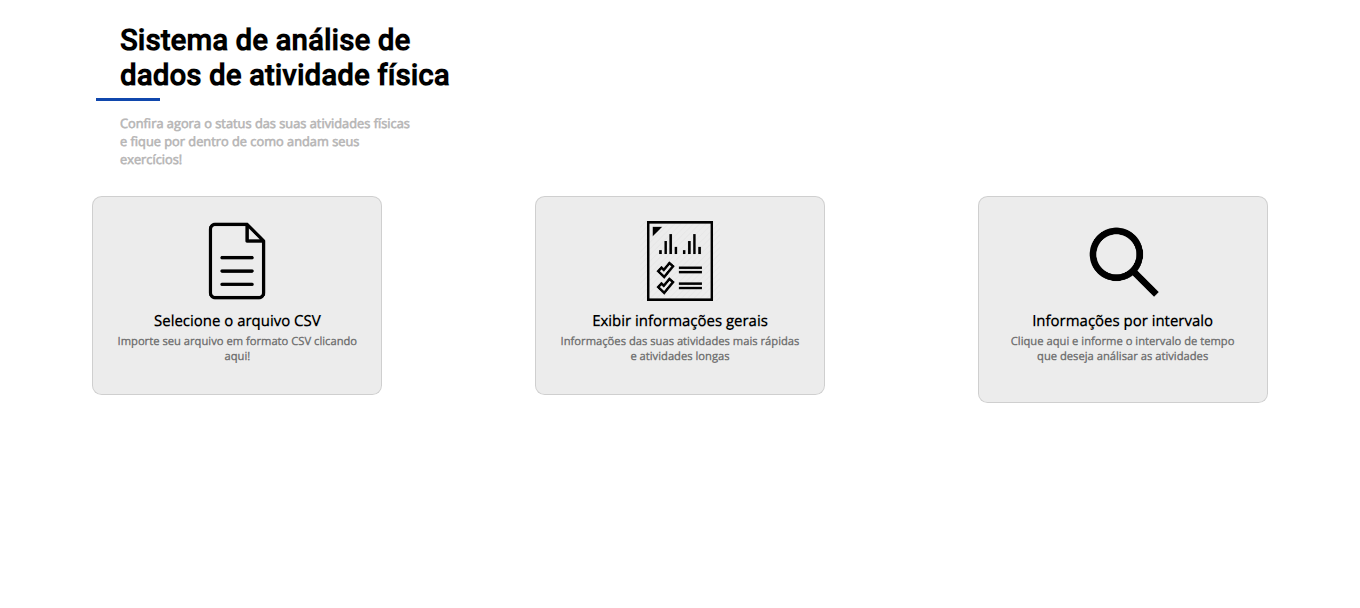 Sistema de análise de
dados de atividade física
Confira agora o status das suas atividades físicas
e fique por dentro de como andam seus
exercícios!
Selecione o arquivo CSV
Importe seu arquivo em formato CSV clicando
aqui!
Exibir informações gerais
Informações das suas atividades mais rápidas
e atividades longas
Informações por intervalo
Clique aqui e informe o intervalo de tempo
que deseja análisar as atividades